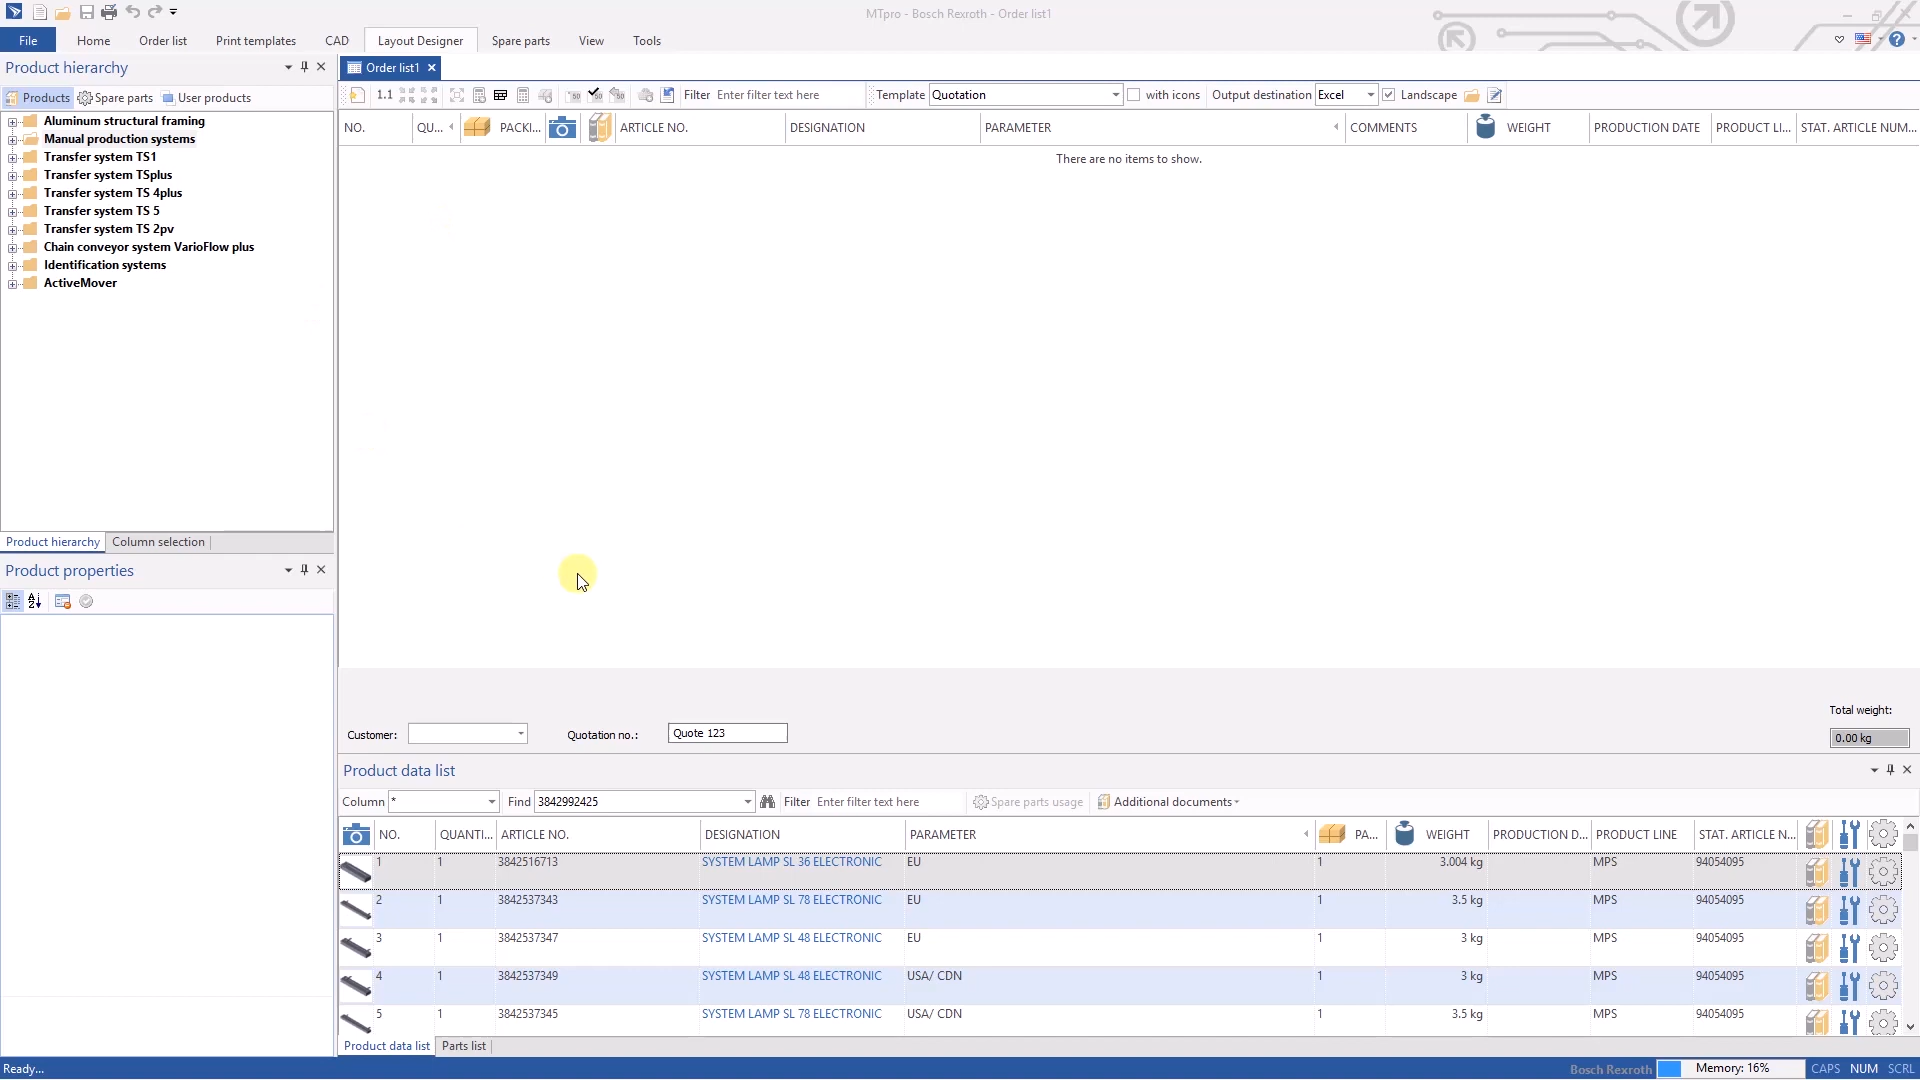 MTpro - Bosch Rexroth - Order list1
File Home Order list Print templates CAD Layout Designer Spare parts View Tools
Product hierarchy
Products Spare parts User products
Aluminum structural framing
Manual production systems
Transfer system TS1
Transfer system TSplus
Transfer system TS 4plus
Transfer system TS 5
Transfer system TS 2pv
Chain conveyor system VarioFlow plus
Identification systems
ActiveMover
Product hierarchy Column selection
Product properties
Order list1
1.1 Filter Enter filter text here Template Quotation with icons Output destination Excel Landscape
NO. QU... PACKI... ARTICLE NO. DESIGNATION PARAMETER COMMENTS WEIGHT PRODUCTION DATE PRODUCT LI... STAT. ARTICLE NUM...
There are no items to show.
Total weight:
Customer: Quotation no.: Quote 123 0.00 kg
Product data list
Column * Find 3842992425 Filter Enter filter text here Spare parts usage Additional documents
NO. QUANTI... ARTICLE NO. DESIGNATION PARAMETER PA... WEIGHT PRODUCTION D... PRODUCT LINE STAT. ARTICLE N...
1 1 3842516713 SYSTEM LAMP SL 36 ELECTRONIC EU 1 3.004 kg MPS 94054095
2 1 3842537343 SYSTEM LAMP SL 78 ELECTRONIC EU 1 3.5 kg MPS 94054095
3 1 3842537347 SYSTEM LAMP SL 48 ELECTRONIC EU 1 3 kg MPS 94054095
4 1 3842537349 SYSTEM LAMP SL 48 ELECTRONIC USA/ CDN 1 3 kg MPS 94054095
5 1 3842537345 SYSTEM LAMP SL 78 ELECTRONIC USA/ CDN 1 3.5 kg MPS 94054095
Product data list Parts list
Ready... Bosch Rexroth Memory: 16% CAPS NUM SCRL